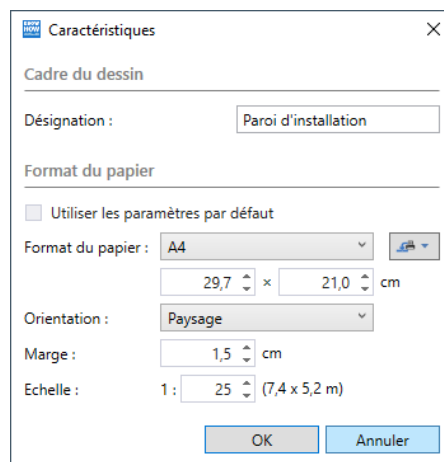 KNOW
HOW
Caractéristiques
Cadre du dessin
Désignation : Paroi d'installation
Format du papier
Utiliser les paramètres par défaut
Format du papier : A4
29,7 × 21,0 cm
Orientation : Paysage
Marge : 1,5 cm
Echelle : 1 : 25 (7,4 x 5,2 m)
OK Annuler